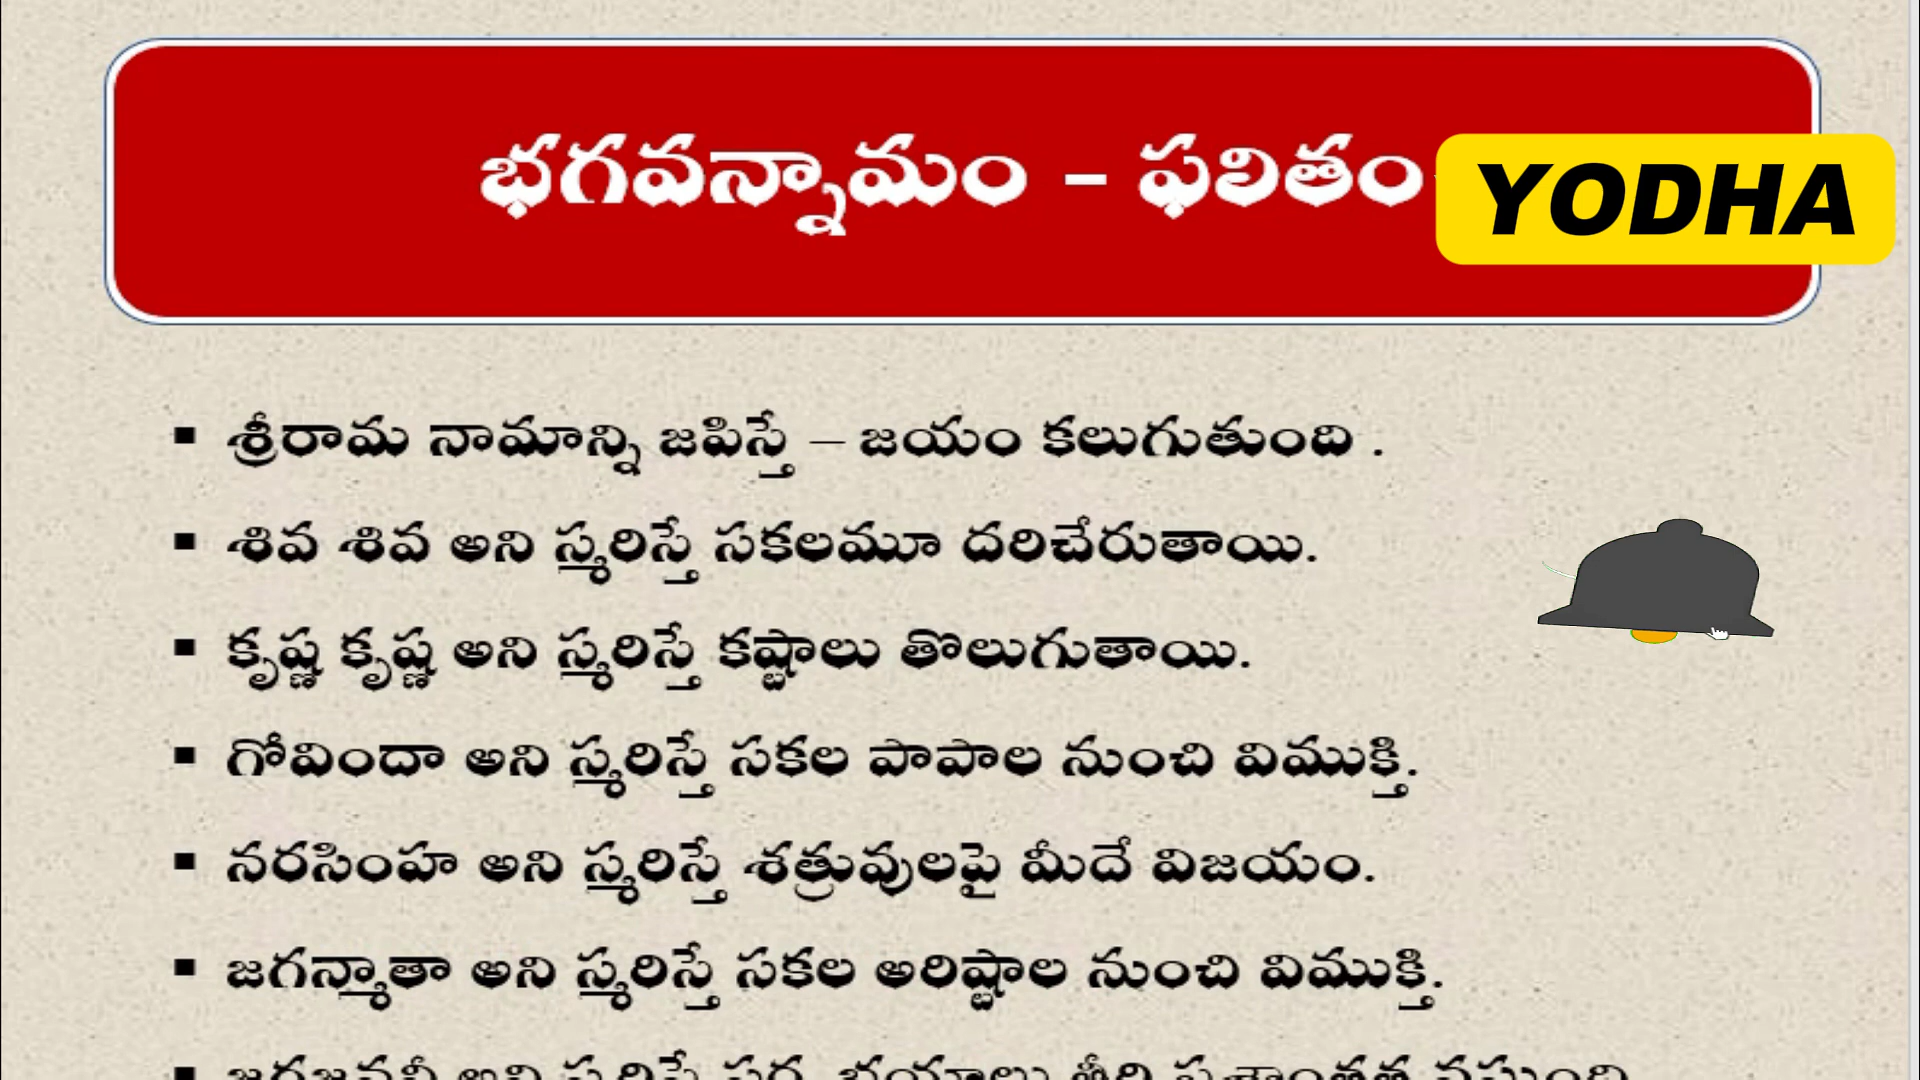 భగవన్నామం – ఫలితం
YODHA
▪ శ్రీరామ నామాన్ని జపిస్తే – జయం కలుగుతుంది .
▪ శివ శివ అని స్మరిస్తే సకలమూ దరిచేరుతాయి.
▪ కృష్ణ కృష్ణ అని స్మరిస్తే కష్టాలు తొలుగుతాయి.
▪ గోవిందా అని స్మరిస్తే సకల పాపాల నుంచి విముక్తి.
▪ నరసింహ అని స్మరిస్తే శత్రువులపై మీదే విజయం.
▪ జగన్మాతా అని స్మరిస్తే సకల అరిష్టాల నుంచి విముక్తి.